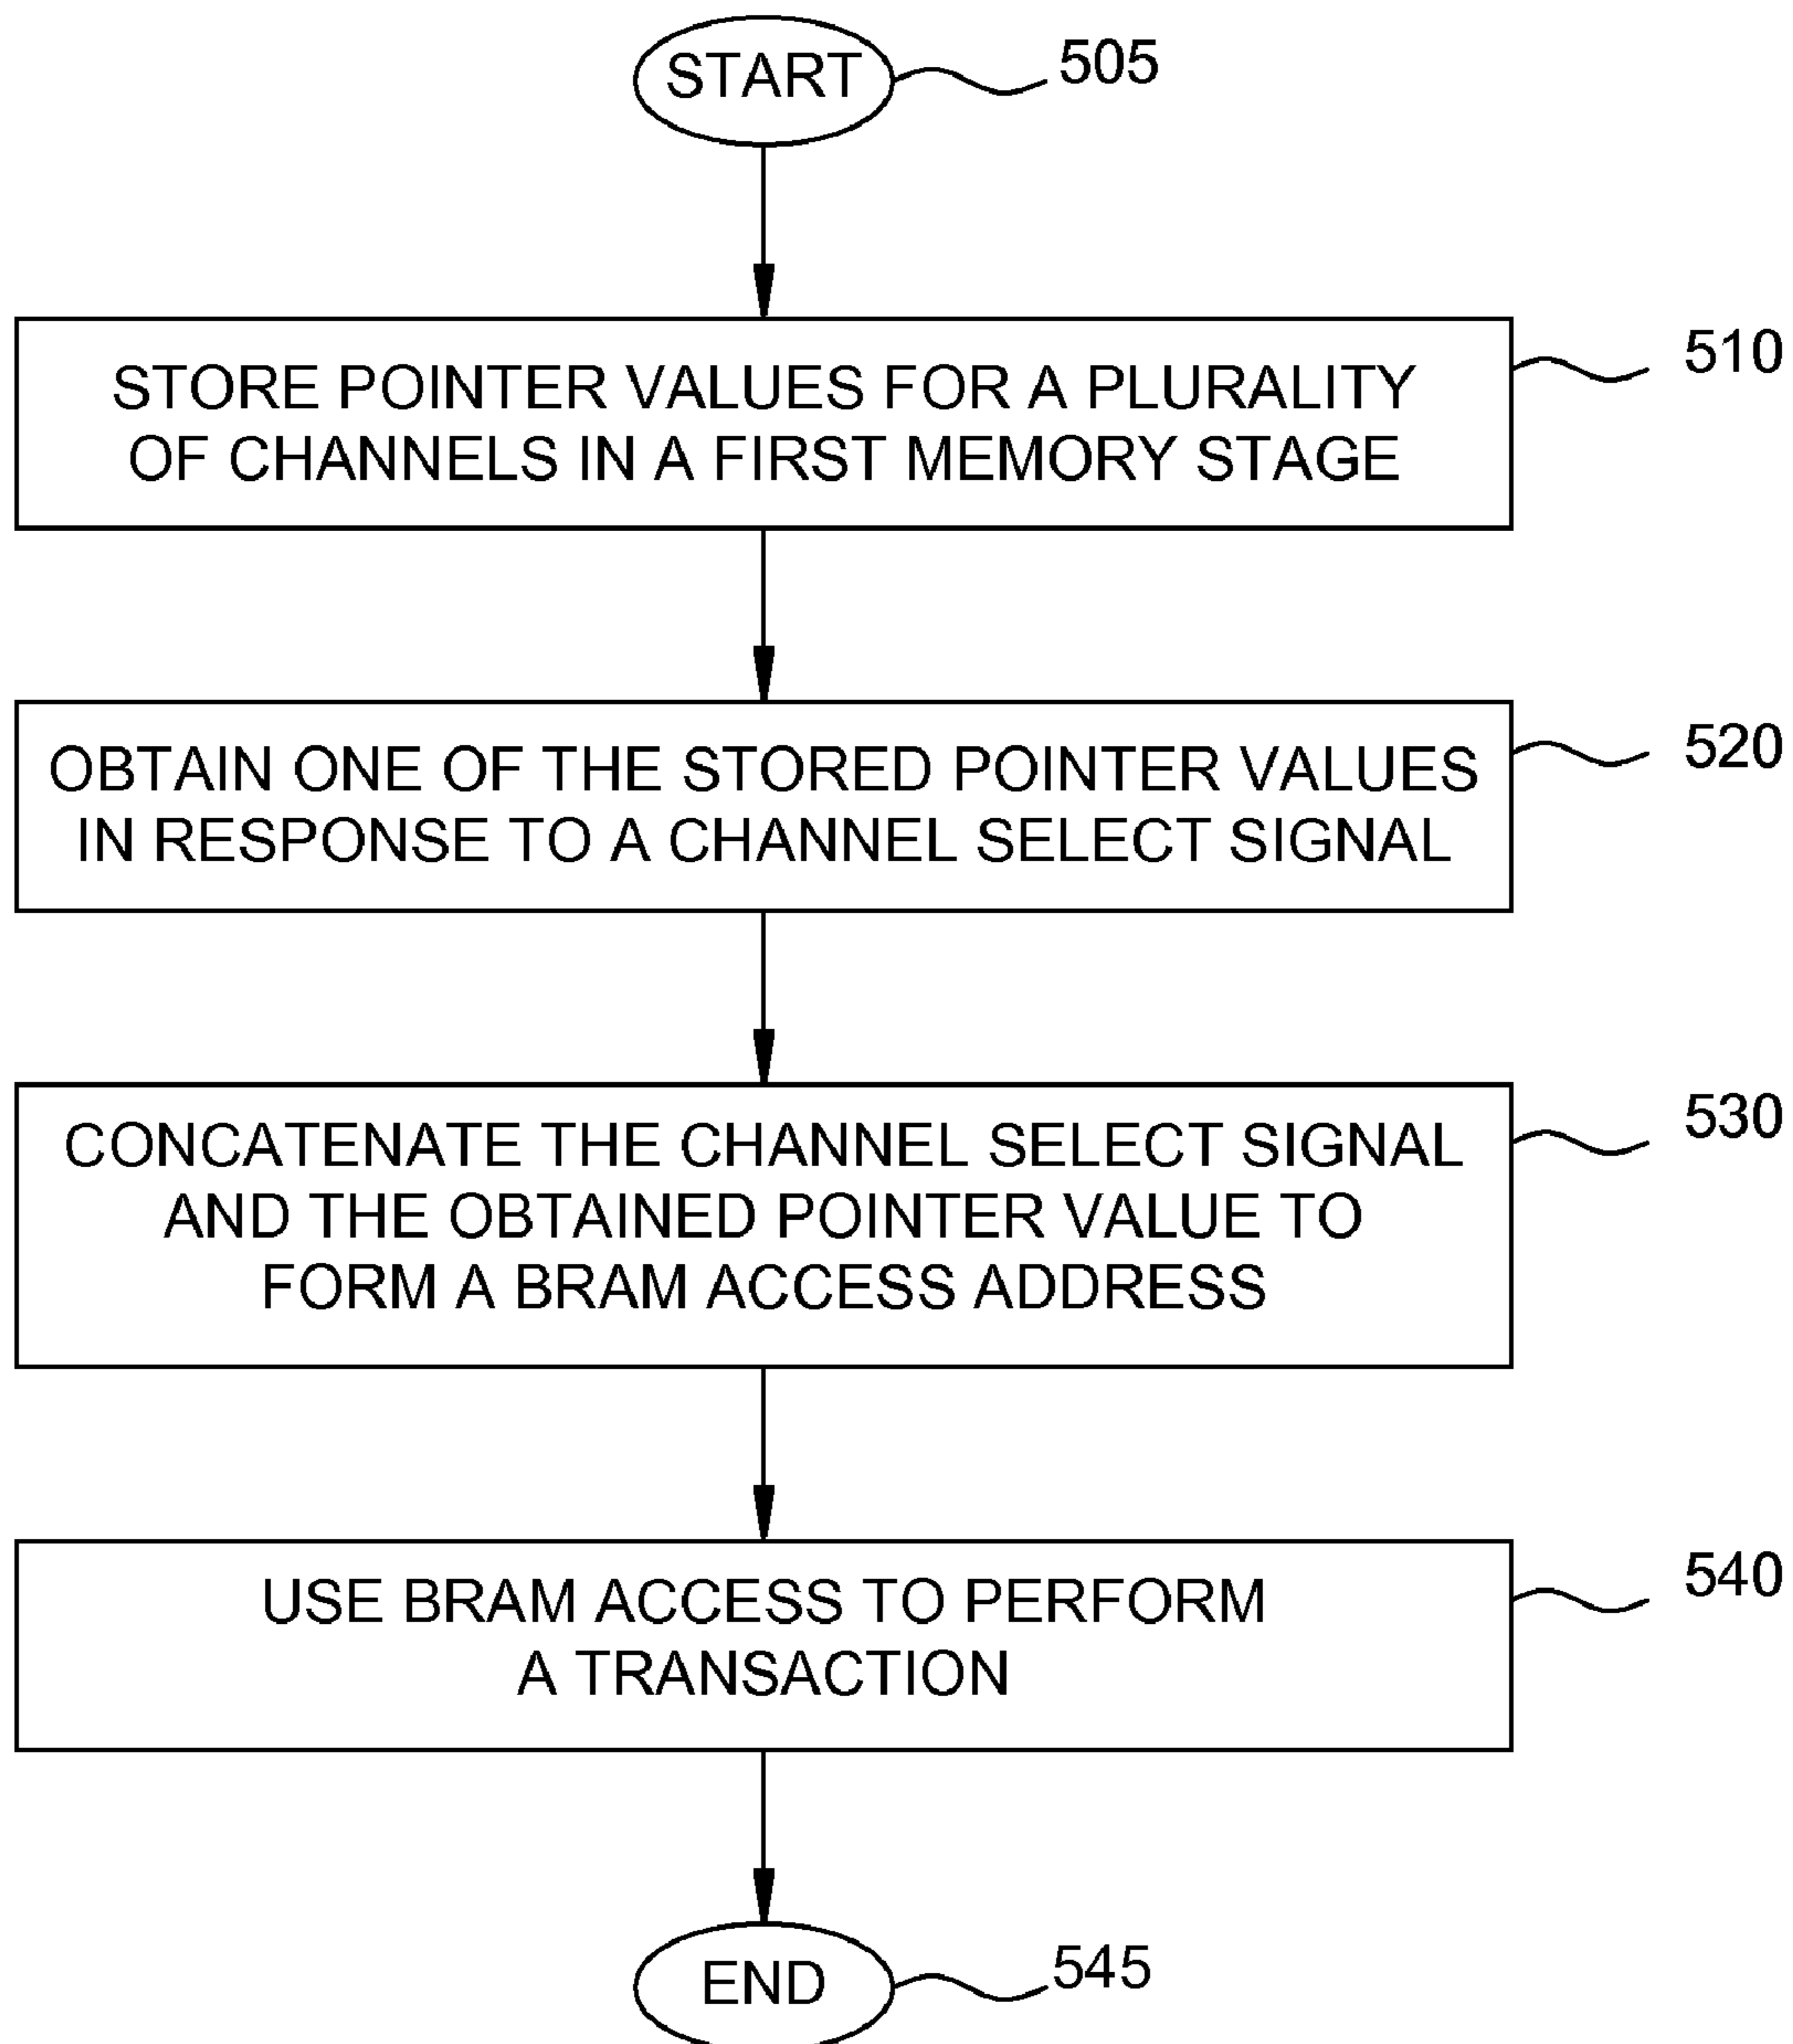 START
505
STORE POINTER VALUES FOR A PLURALITY
OF CHANNELS IN A FIRST MEMORY STAGE
510
OBTAIN ONE OF THE STORED POINTER VALUES
IN RESPONSE TO A CHANNEL SELECT SIGNAL
520
CONCATENATE THE CHANNEL SELECT SIGNAL
AND THE OBTAINED POINTER VALUE TO
FORM A BRAM ACCESS ADDRESS
530
USE BRAM ACCESS TO PERFORM
A TRANSACTION
540
END
545